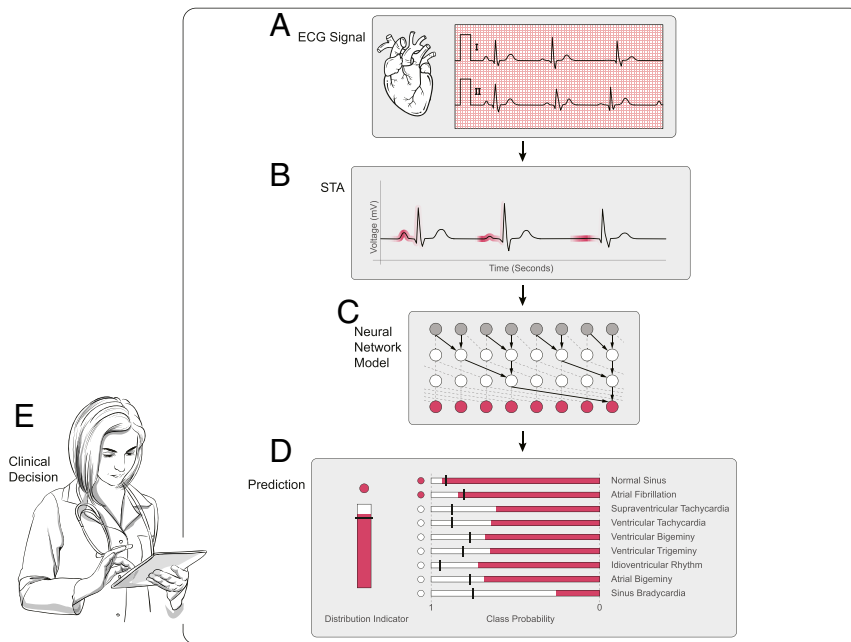 A
ECG Signal
I
II
B
STA
Voltage (mV)
Time (Seconds)
C
Neural
Network
Model
E
Clinical
Decision
D
Prediction
Normal Sinus
Atrial Fibrillation
Supraventricular Tachycardia
Ventricular Tachycardia
Ventricular Bigeminy
Ventricular Trigeminy
Idioventricular Rhythm
Atrial Bigeminy
Sinus Bradycardia
1
0
Distribution Indicator
Class Probability